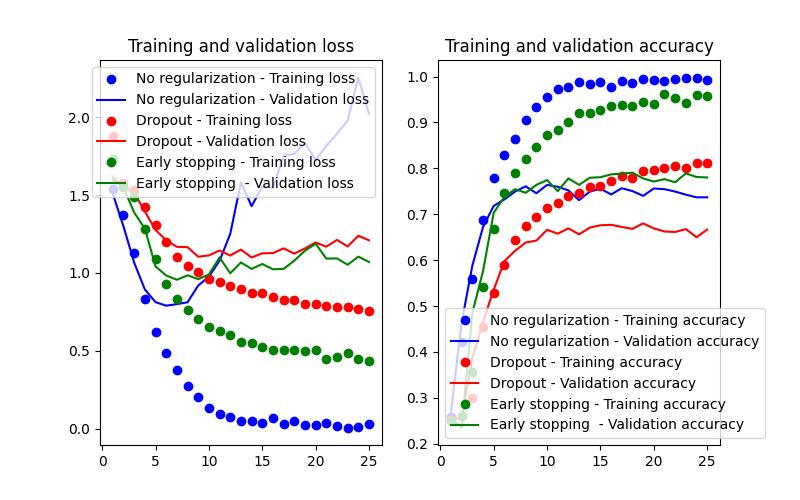 Training and validation loss
No regularization - Training loss
No regularization - Validation loss
Dropout - Training loss
Dropout - Validation loss
Early stopping - Training loss
Early stopping - Validation loss
2.0
1.5
1.0
0.5
0.0
0 5 10 15 20 25
Training and validation accuracy
1.0
0.9
0.8
0.7
0.6
0.5
0.4
0.3
0.2
No regularization - Training accuracy
No regularization - Validation accuracy
Dropout - Training accuracy
Dropout - Validation accuracy
Early stopping - Training accuracy
Early stopping  - Validation accuracy
0 5 10 15 20 25